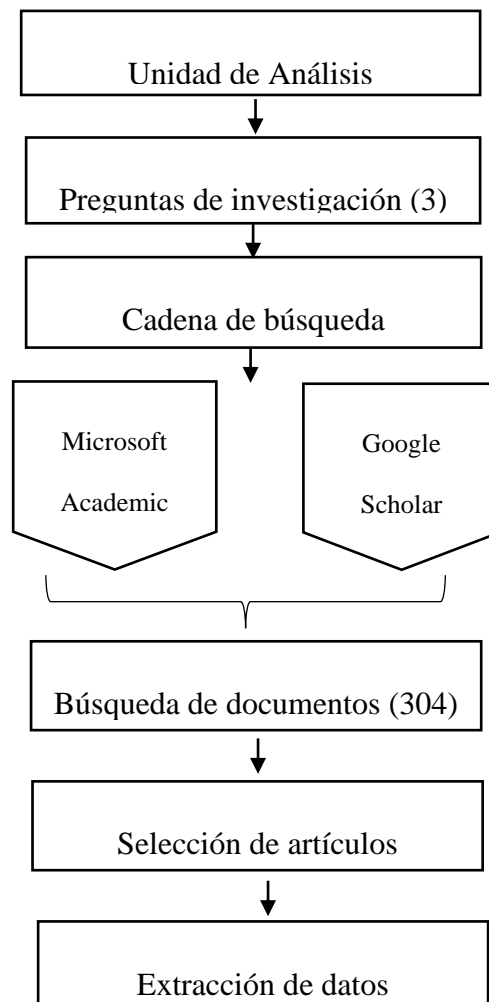 Unidad de Análisis
Preguntas de investigación (3)
Cadena de búsqueda
Microsoft
Academic
Google
Scholar
Búsqueda de documentos (304)
Selección de artículos
Extracción de datos